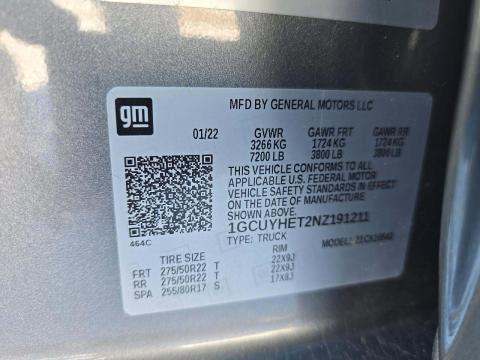 gm
MFD BY GENERAL MOTORS LLC
01/22 GVWR GAWR FRT GAWR RR
3266 KG 1724 KG 1724 KG
7200 LB 3800 LB 3800 LB
THIS VEHICLE CONFORMS TO ALL
APPLICABLE U.S. FEDERAL MOTOR
VEHICLE SAFETY STANDARDS IN EFFECT
ON THE DATE OF MANUFACTURE
SHOWN ABOVE.
1GCUYHET2NZ191211
TYPE: TRUCK MODEL:
464C
TIRE SIZE RIM
FRT 275/50R22 T 22X9J
RR 275/50R22 T 22X9J
SPA 255/80R17 S 17X8J